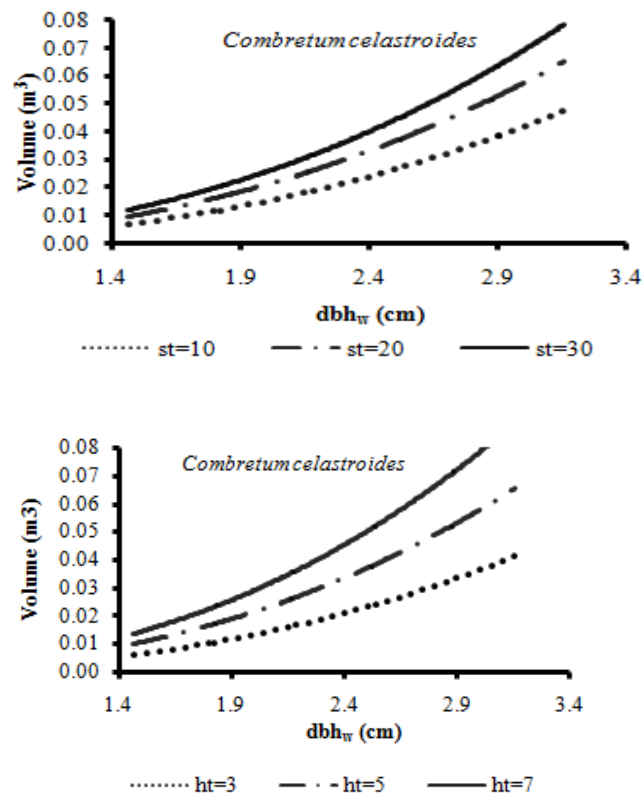 0.08
Combretum celastroides
0.07
0.06
0.05
0.04
0.03
0.02
0.01
0.00
Volume (m³)
1.4 1.9 2.4 2.9 3.4
dbhw (cm)
st=10 st=20 st=30
0.08
Combretum celastroides
0.07
0.06
0.05
0.04
0.03
0.02
0.01
0.00
Volume (m3)
1.4 1.9 2.4 2.9 3.4
dbhw (cm)
ht=3 ht=5 ht=7